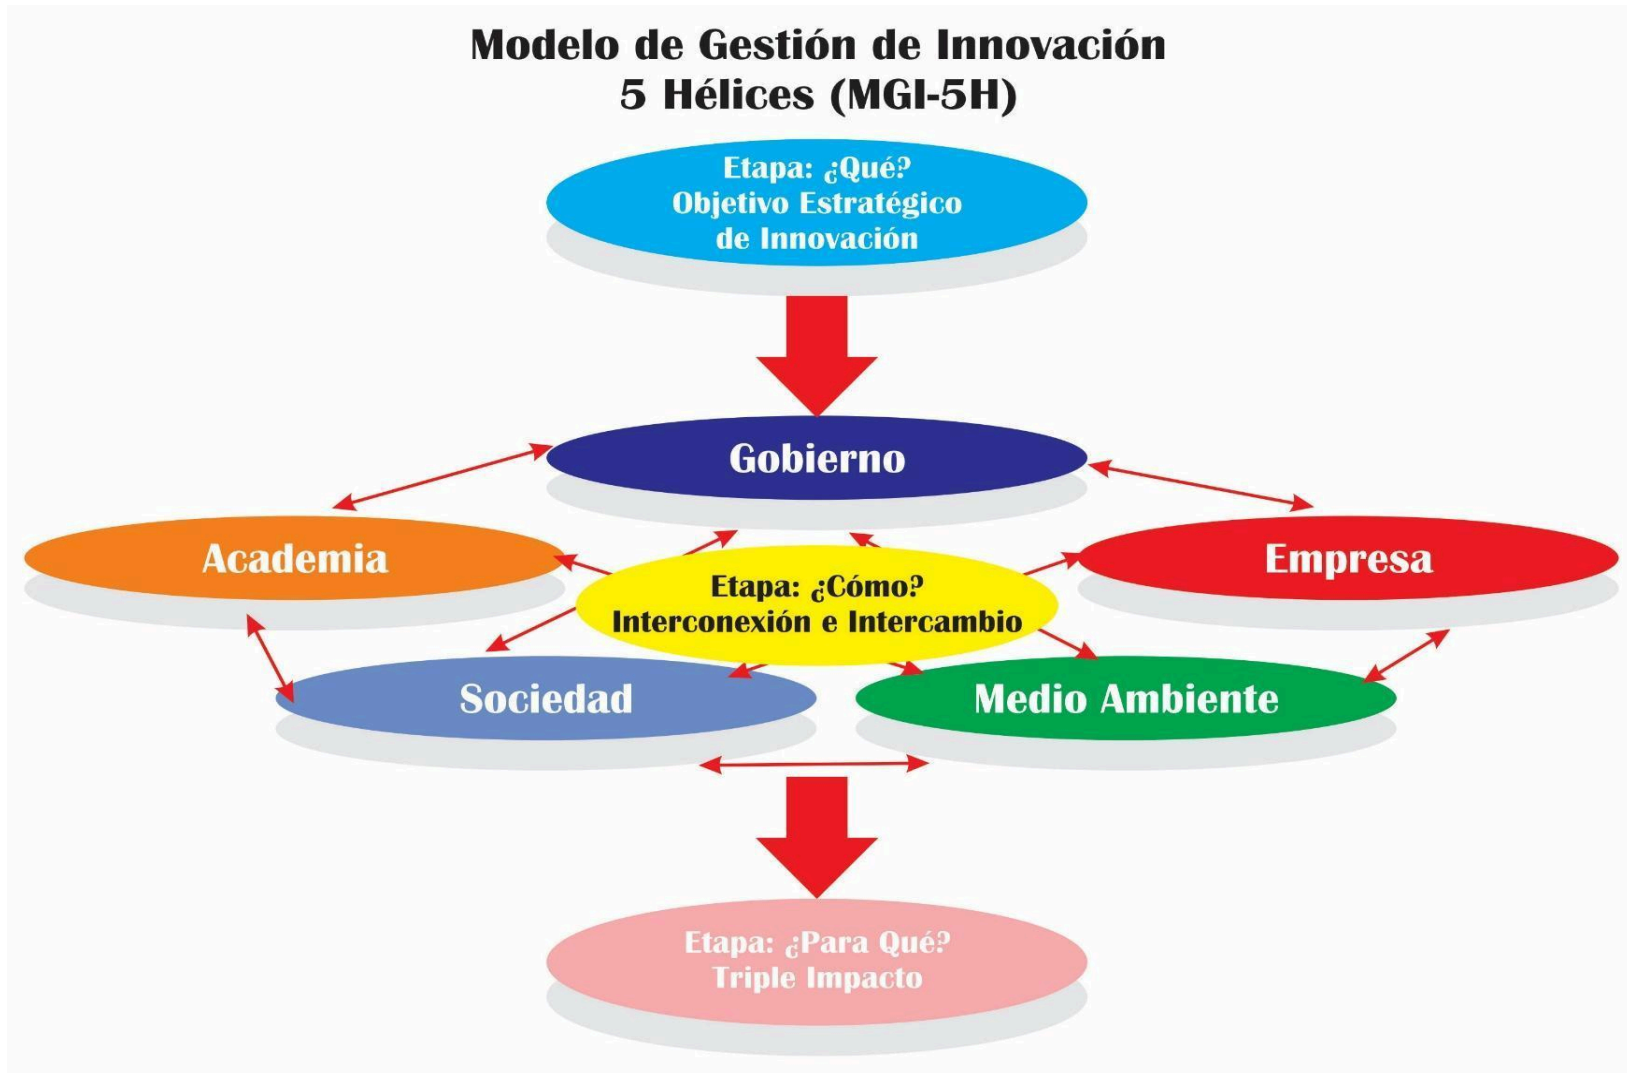 Modelo de Gestión de Innovación
5 Hélices (MGI-5H)
Etapa: ¿Qué?
Objetivo Estratégico
de Innovación
Gobierno
Academia
Empresa
Etapa: ¿Cómo?
Interconexión e Intercambio
Sociedad
Medio Ambiente
Etapa: ¿Para Qué?
Triple Impacto